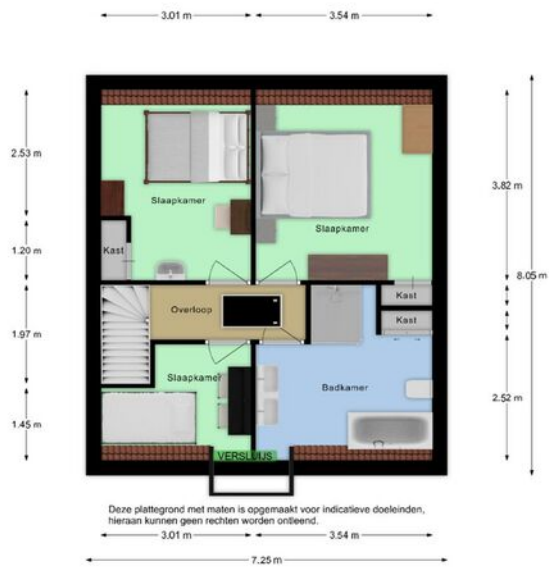 3.01 m 3.54 m
2.53 m
3.82 m
Slaapkamer
Slaapkamer
8.05 m
1.20 m
Kast
Kast
Overloop
Kast
1.97 m
Slaapkamer
Badkamer
2.52 m
1.45 m
VERSLUIJS
Deze plattegrond met maten is opgemaakt voor indicatieve doeleinden,
hieraan kunnen geen rechten worden ontleend.
3.01 m 3.54 m
7.25 m